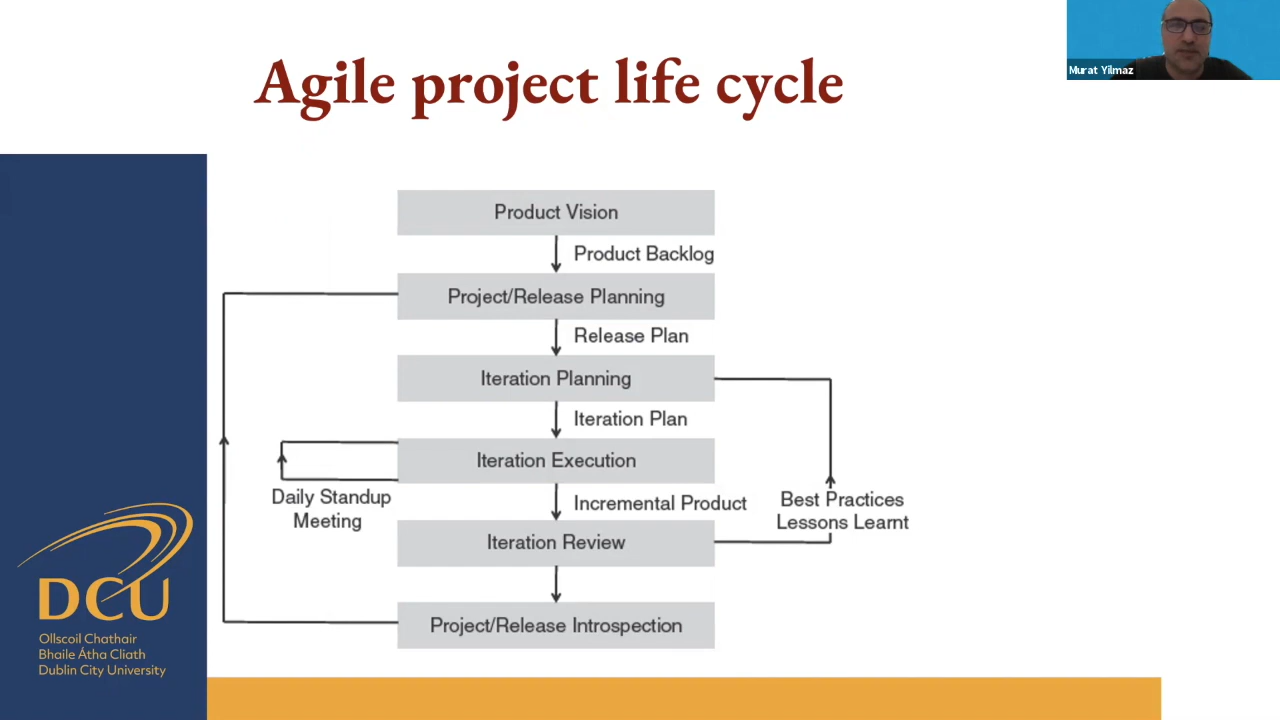 Agile project life cycle
Murat Yilmaz
Product Vision
Product Backlog
Project/Release Planning
Release Plan
Iteration Planning
Iteration Plan
Iteration Execution
Daily Standup
Meeting
Incremental Product
Best Practices
Lessons Learnt
Iteration Review
Project/Release Introspection
DCU
Ollscoil Chathair
Bhaile Átha Cliath
Dublin City University